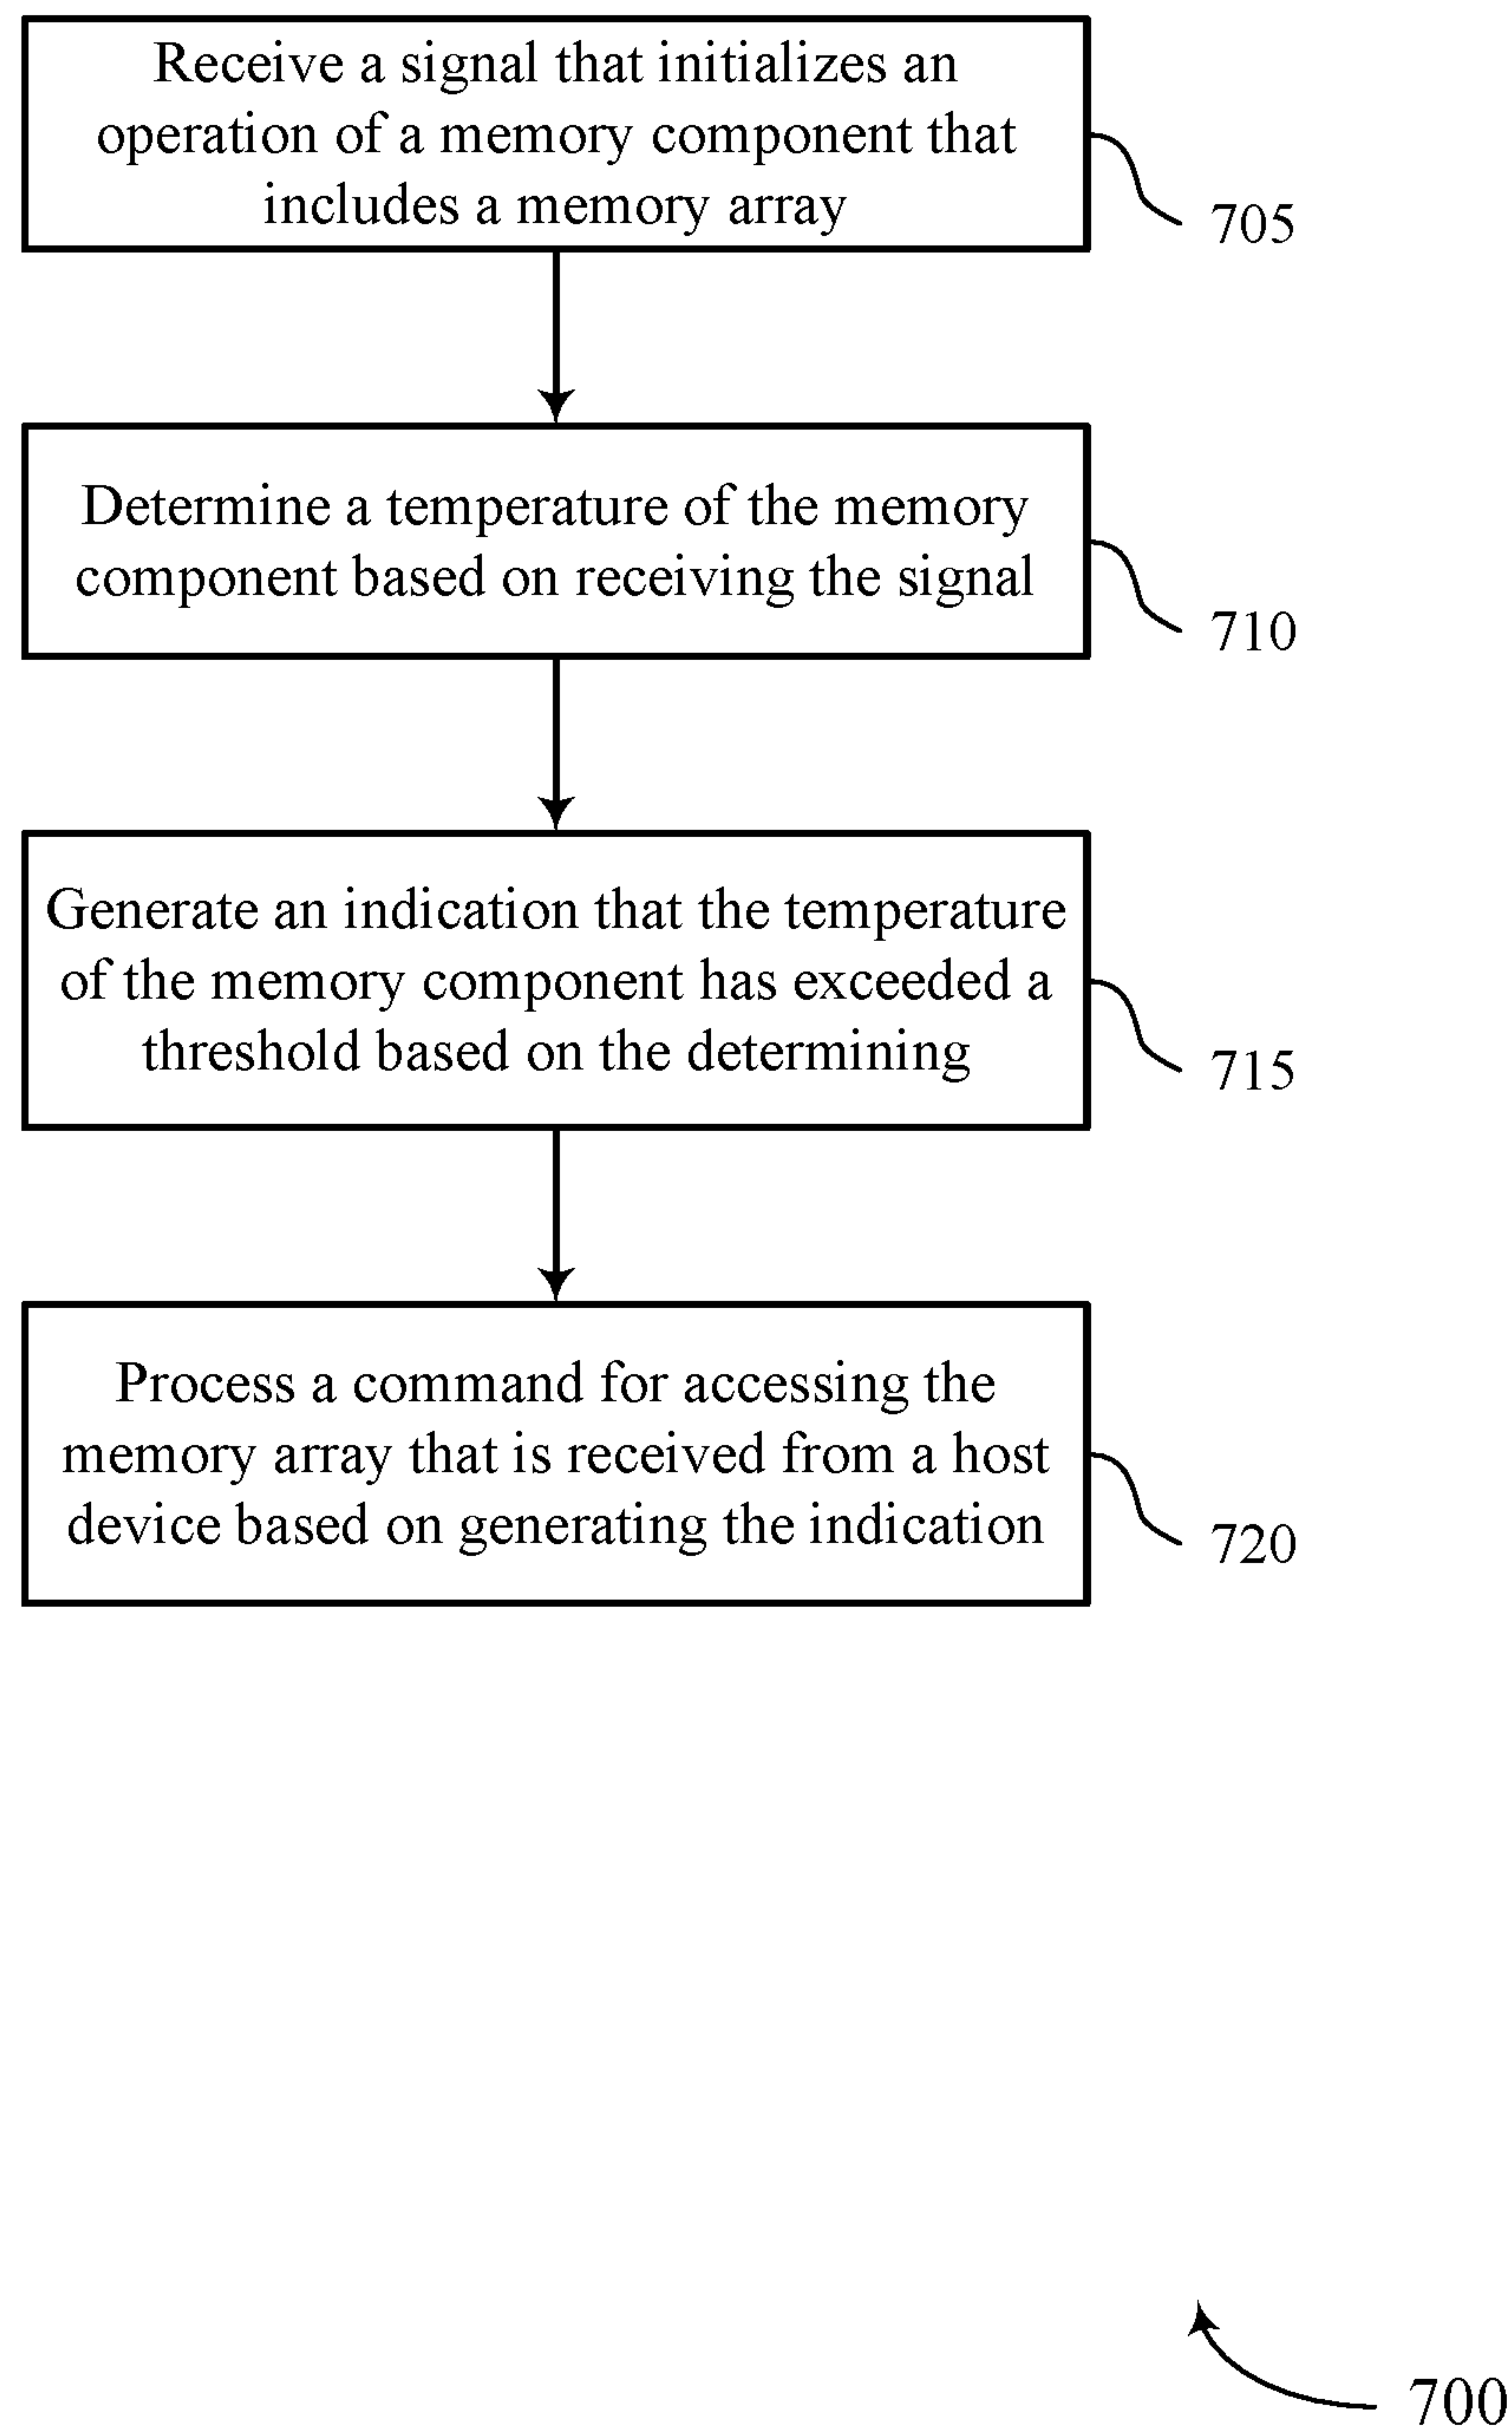 Receive a signal that initializes an
operation of a memory component that
includes a memory array
705
Determine a temperature of the memory
component based on receiving the signal
710
Generate an indication that the temperature
of the memory component has exceeded a
threshold based on the determining
715
Process a command for accessing the
memory array that is received from a host
device based on generating the indication
720
700